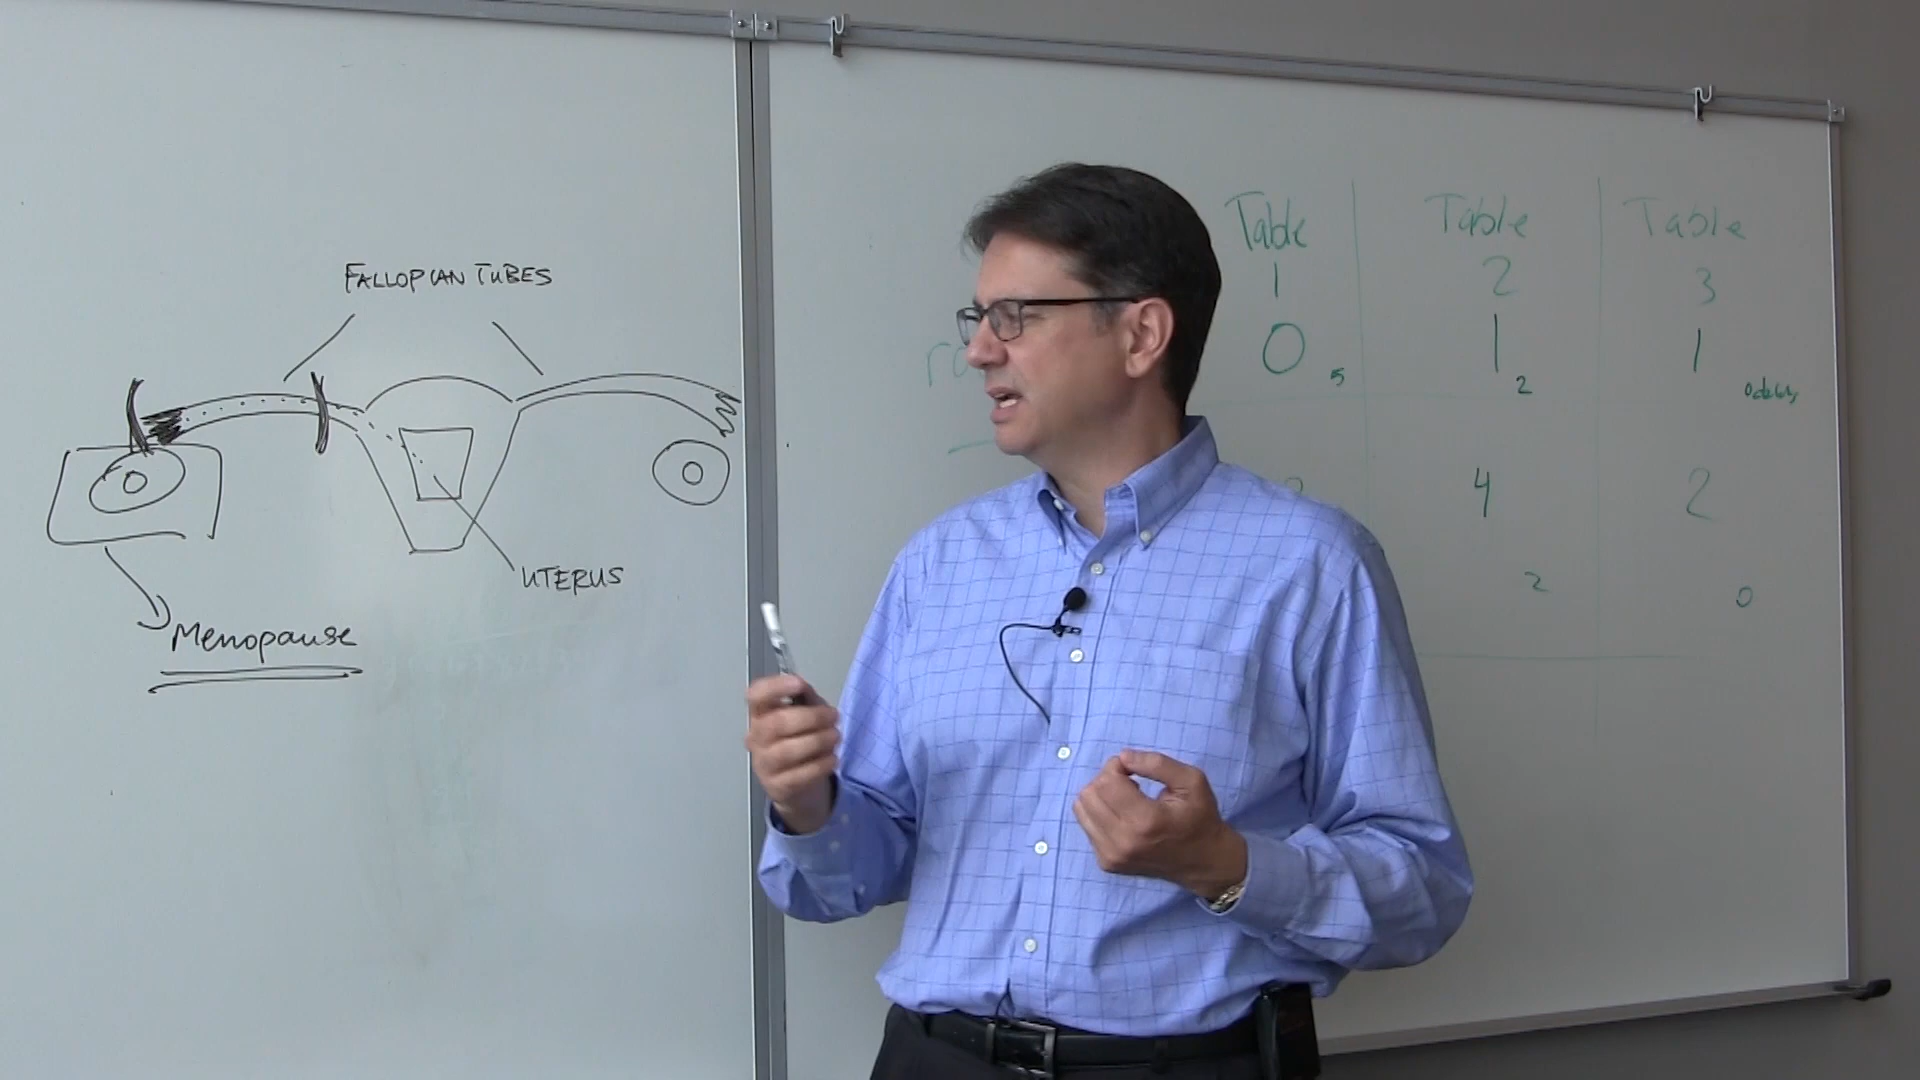 FALLOPIAN TUBES
UTERUS
Menopause
Table Table Table
1 2 3
0 5 1 2 1
4 2
2 0